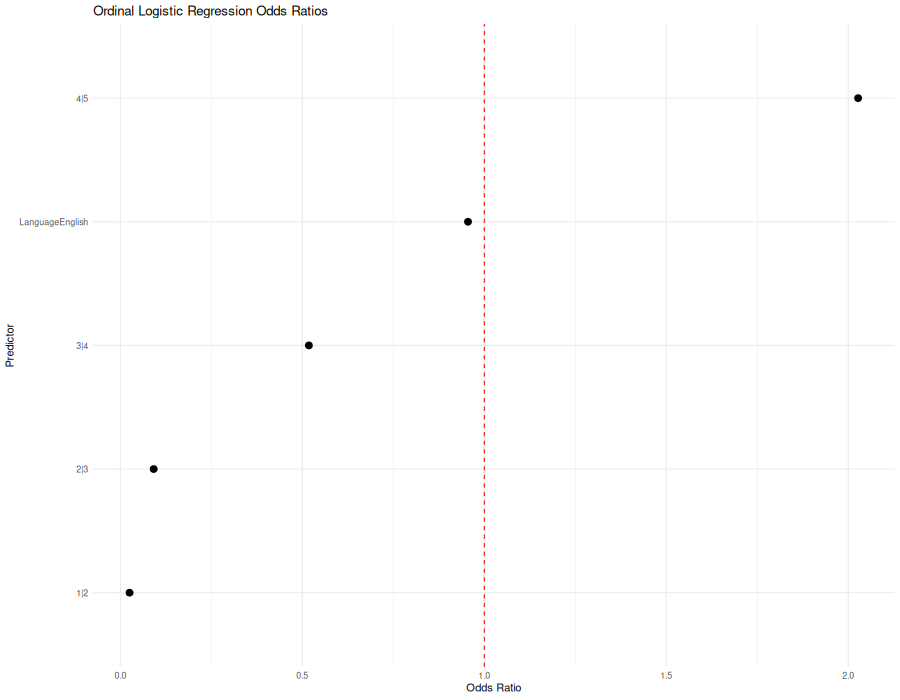 Ordinal Logistic Regression Odds Ratios
4|5
LanguageEnglish
3|4
2|3
1|2
Predictor
0.0 0.5 1.0 1.5 2.0
Odds Ratio